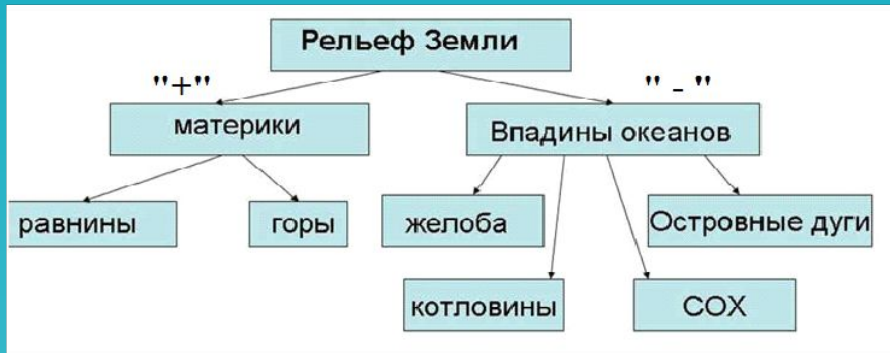 Рельеф Земли
"+"
" - "
материки
Впадины океанов
равнины
горы
желоба
Островные дуги
котловины
СОХ